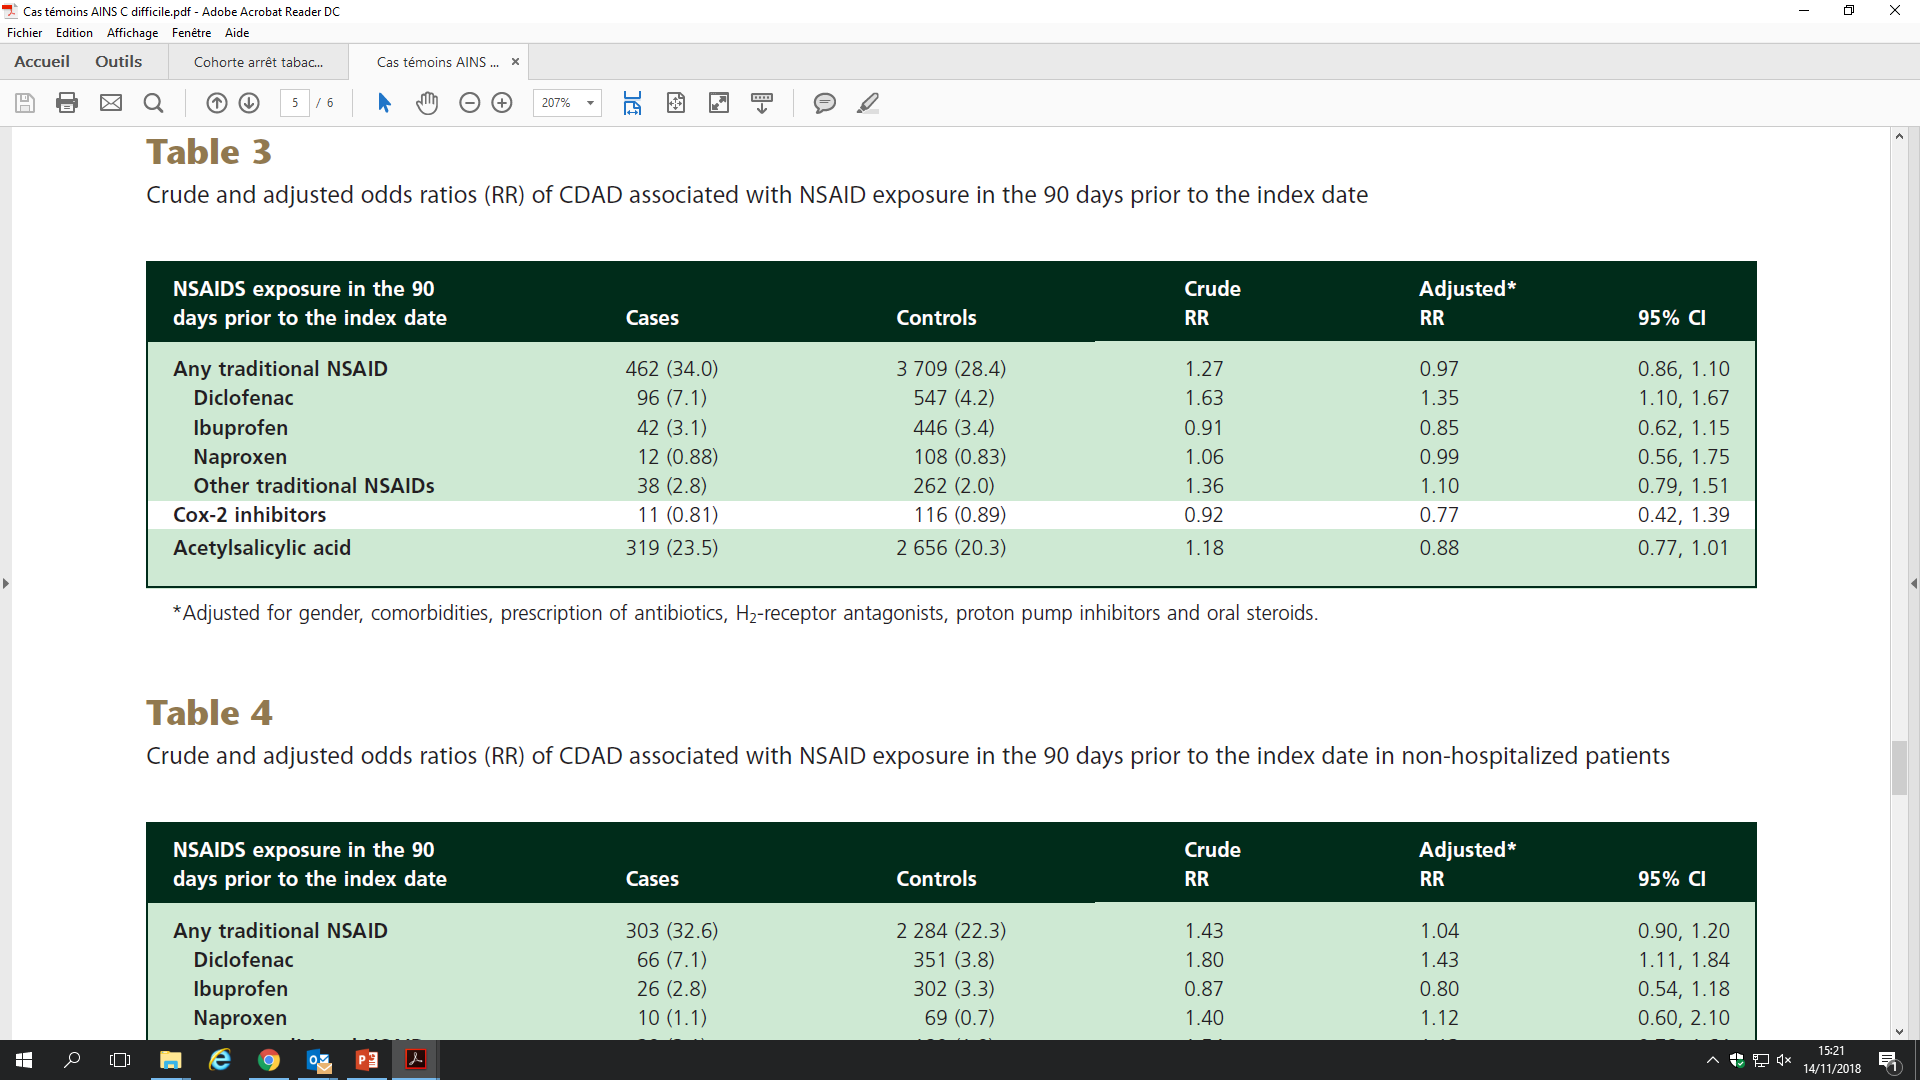 Cas témoins AINS C difficile.pdf - Adobe Acrobat Reader DC
Fichier Edition Affichage Fenêtre Aide
Accueil Outils Cohorte arrêt tabac... Cas témoins AINS ... ×
5 / 6 207%
Table 3
Crude and adjusted odds ratios (RR) of CDAD associated with NSAID exposure in the 90 days prior to the index date
NSAIDS exposure in the 90 Crude Adjusted*
days prior to the index date Cases Controls RR RR 95% CI
Any traditional NSAID 462 (34.0) 3 709 (28.4) 1.27 0.97 0.86, 1.10
Diclofenac 96 (7.1) 547 (4.2) 1.63 1.35 1.10, 1.67
Ibuprofen 42 (3.1) 446 (3.4) 0.91 0.85 0.62, 1.15
Naproxen 12 (0.88) 108 (0.83) 1.06 0.99 0.56, 1.75
Other traditional NSAIDs 38 (2.8) 262 (2.0) 1.36 1.10 0.79, 1.51
Cox-2 inhibitors 11 (0.81) 116 (0.89) 0.92 0.77 0.42, 1.39
Acetylsalicylic acid 319 (23.5) 2 656 (20.3) 1.18 0.88 0.77, 1.01
*Adjusted for gender, comorbidities, prescription of antibiotics, H₂-receptor antagonists, proton pump inhibitors and oral steroids.
Table 4
Crude and adjusted odds ratios (RR) of CDAD associated with NSAID exposure in the 90 days prior to the index date in non-hospitalized patients
NSAIDS exposure in the 90 Crude Adjusted*
days prior to the index date Cases Controls RR RR 95% CI
Any traditional NSAID 303 (32.6) 2 284 (22.3) 1.43 1.04 0.90, 1.20
Diclofenac 66 (7.1) 351 (3.8) 1.80 1.43 1.11, 1.84
Ibuprofen 26 (2.8) 302 (3.3) 0.87 0.80 0.54, 1.18
Naproxen 10 (1.1) 69 (0.7) 1.40 1.12 0.60, 2.10
15:21
14/11/2018
1